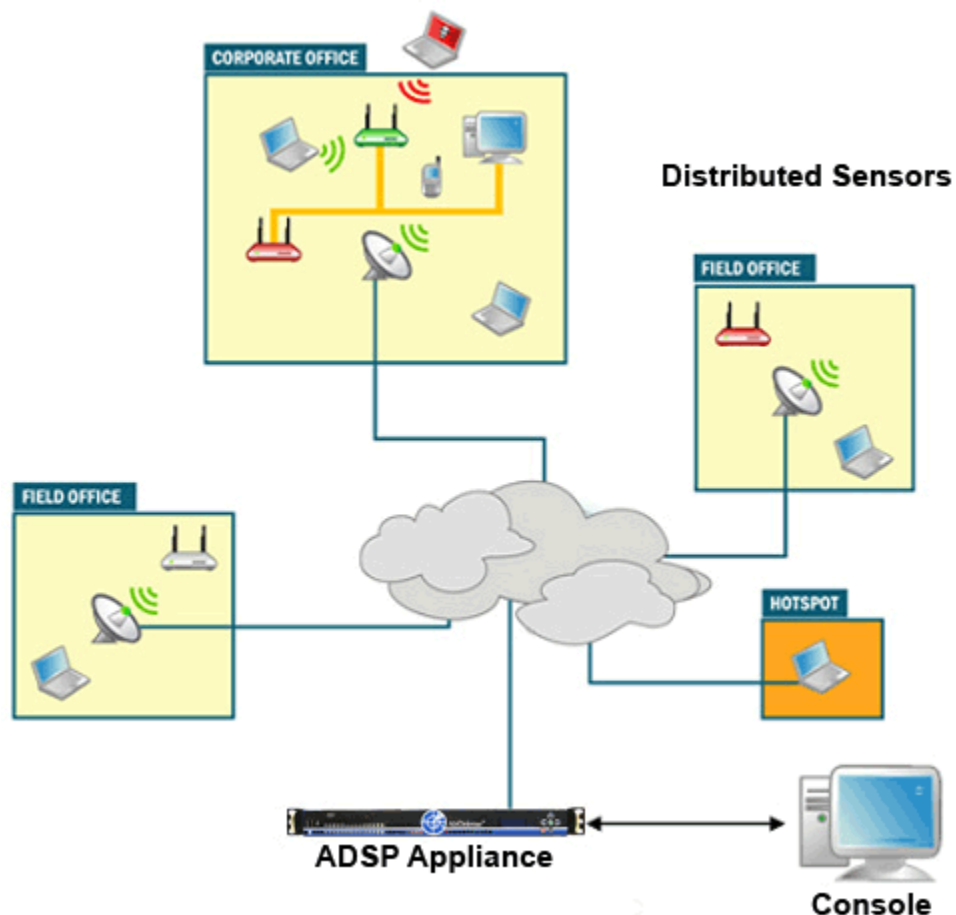 CORPORATE OFFICE
Distributed Sensors
FIELD OFFICE
FIELD OFFICE
HOTSPOT
ADSP Appliance
Console